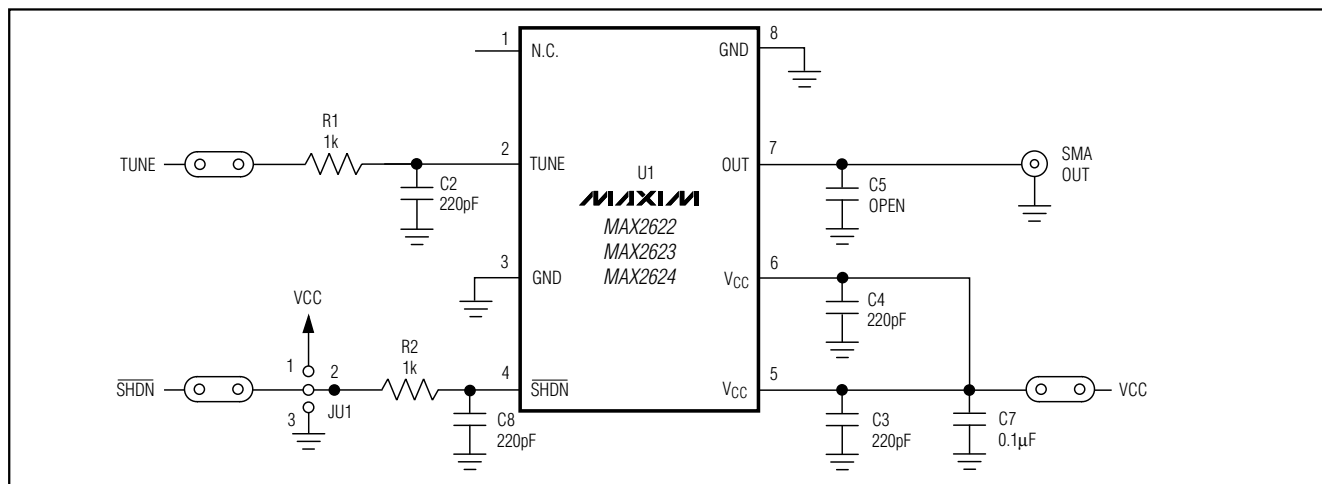 1
N.C.
8
GND
R1
1k
TUNE
2
TUNE
C2
220pF
U1
MAXIM
MAX2622
MAX2623
MAX2624
7
OUT
SMA
OUT
C5
OPEN
3
GND
6
VCC
C4
220pF
VCC
1
2
3
JU1
SHDN
R2
1k
4
SHDN
C8
220pF
5
VCC
C3
220pF
C7
0.1μF
VCC